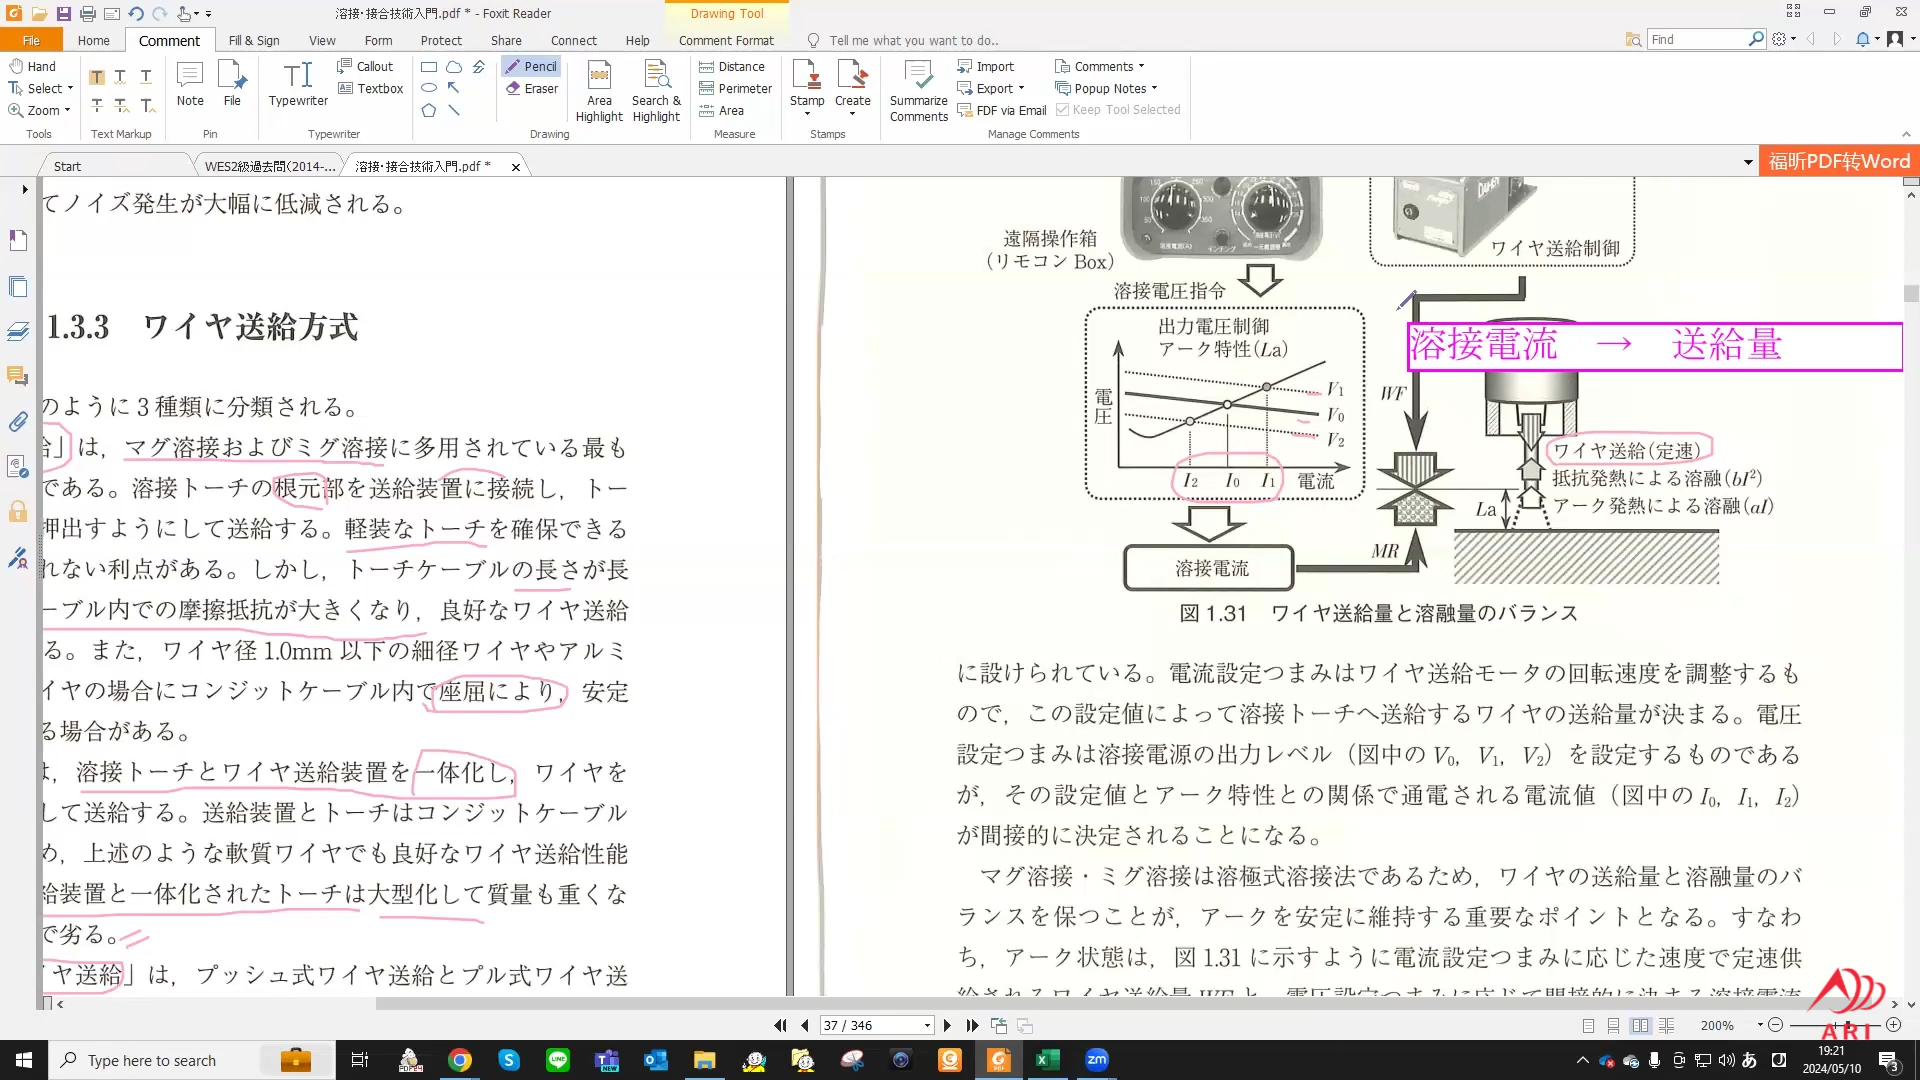 溶接・接合技術入門.pdf * - Foxit Reader
Drawing Tool
File
Home
Comment
Fill & Sign
View
Form
Protect
Share
Connect
Help
Comment Format
Tell me what you want to do..
Find
Hand
Select
Zoom
Tools
Text Markup
Note
File
Pin
Typewriter
Callout
Textbox
Typewriter
Pencil
Eraser
Drawing
Area
Highlight
Search &
Highlight
Distance
Perimeter
Area
Measure
Stamp
Create
Stamps
Summarize
Comments
Import
Export
FDF via Email
Comments
Popup Notes
Keep Tool Selected
Manage Comments
Start
WES2級過去問(2014-...
溶接・接合技術入門.pdf *
福昕PDF转Word
てノイズ発生が大幅に低減される。
1.3.3 ワイヤ送給方式
のように3種類に分類される。
給」は，マグ溶接およびミグ溶接に多用されている最も
である。溶接トーチの根元部を送給装置に接続し，トー
押出すようにして送給する。軽装なトーチを確保できる
れない利点がある。しかし，トーチケーブルの長さが長
ーブル内での摩擦抵抗が大きくなり，良好なワイヤ送給
る。また，ワイヤ径1.0mm以下の細径ワイヤやアルミ
イヤの場合にコンジットケーブル内で座屈により，安定
る場合がある。
は，溶接トーチとワイヤ送給装置を一体化し，ワイヤを
して送給する。送給装置とトーチはコンジットケーブル
め，上述のような軟質ワイヤでも良好なワイヤ送給性能
給装置と一体化されたトーチは大型化して質量も重くな
で劣る。
イヤ送給」は，プッシュ式ワイヤ送給とプル式ワイヤ送
遠隔操作箱
（リモコンBox）
ワイヤ送給制御
溶接電圧指令
出力電圧制御
アーク特性(La)
電圧
V1
V0
V2
I2 I0 I1 電流
溶接電流
溶接電流 → 送給量
WF
MR
La
ワイヤ送給(定速)
抵抗発熱による溶融(bI²)
アーク発熱による溶融(aI)
図1.31 ワイヤ送給量と溶融量のバランス
に設けられている。電流設定つまみはワイヤ送給モータの回転速度を調整するも
ので，この設定値によって溶接トーチへ送給するワイヤの送給量が決まる。電圧
設定つまみは溶接電源の出力レベル（図中のV0，V1，V2）を設定するものである
が，その設定値とアーク特性との関係で通電される電流値（図中のI0，I1，I2）
が間接的に決定されることになる。
マグ溶接・ミグ溶接は溶極式溶接法であるため，ワイヤの送給量と溶融量のバ
ランスを保つことが，アークを安定に維持する重要なポイントとなる。すなわ
ち，アーク状態は，図1.31に示すように電流設定つまみに応じた速度で定速供
給されるワイヤ送給量WFと，電圧設定つまみに応じて間接的に決まる溶接電流
ARI
37 / 346
200%
Type here to search
あ
19:21
2024/05/10
3